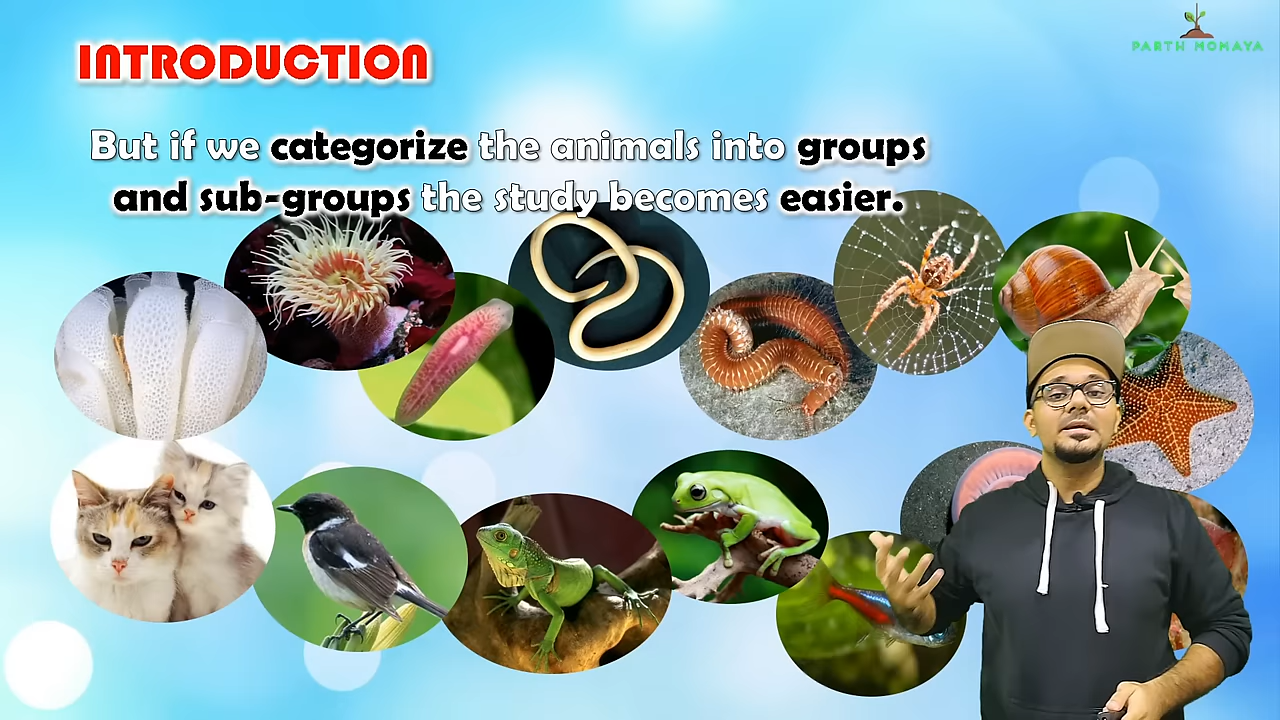 INTRODUCTION
PARTH MOMAYA
But if we categorize the animals into groups
and sub-groups the study becomes easier.